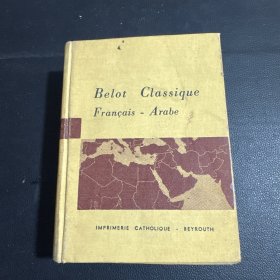 Belot Classique
Français - Arabe
IMPRIMERIE CATHOLIQUE - BEYROUTH